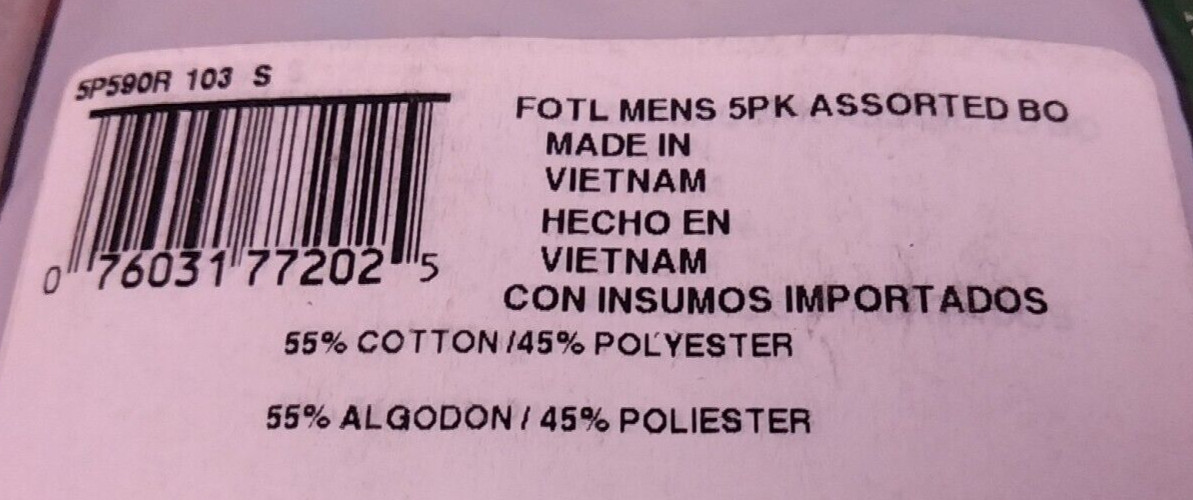 5P590R 103 S
0 76031 77202 5
FOTL MENS 5PK ASSORTED BO
MADE IN
VIETNAM
HECHO EN
VIETNAM
CON INSUMOS IMPORTADOS
55% COTTON / 45% POLYESTER
55% ALGODON / 45% POLIESTER